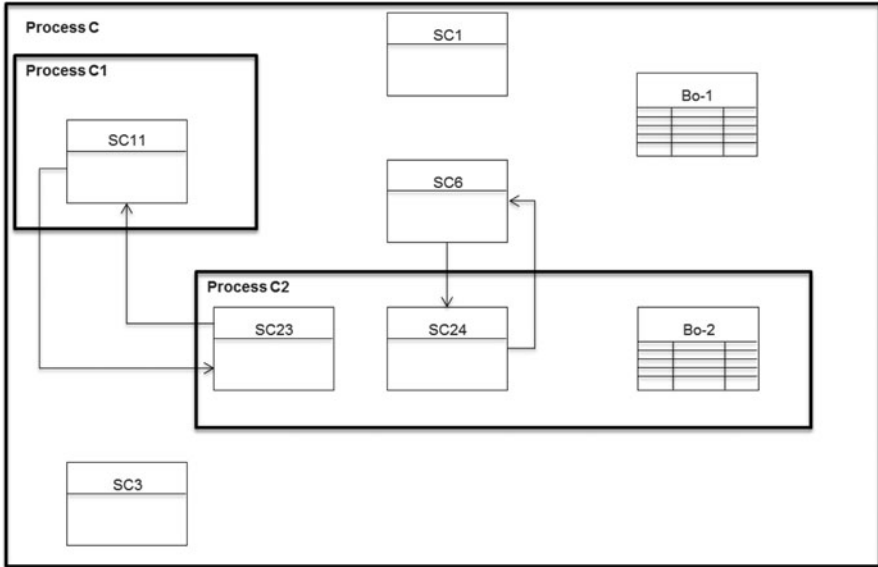 Process C
SC1
Process C1
Bo-1
SC11
SC6
Process C2
SC23
SC24
Bo-2
SC3